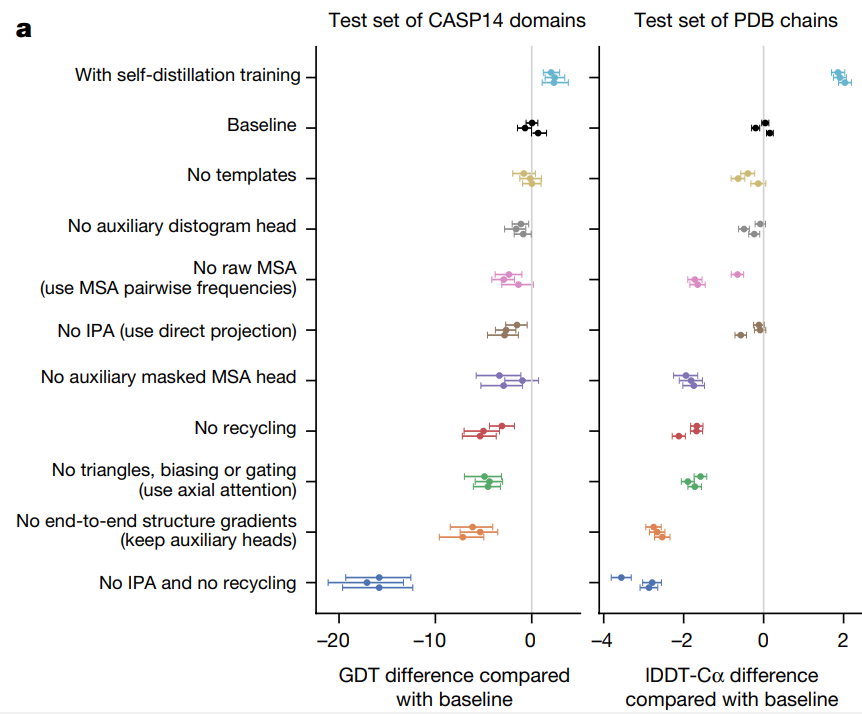 a
Test set of CASP14 domains
Test set of PDB chains
With self-distillation training
Baseline
No templates
No auxiliary distogram head
No raw MSA
(use MSA pairwise frequencies)
No IPA (use direct projection)
No auxiliary masked MSA head
No recycling
No triangles, biasing or gating
(use axial attention)
No end-to-end structure gradients
(keep auxiliary heads)
No IPA and no recycling
−20 −10 0
−4 −2 0 2
GDT difference compared
with baseline
lDDT-Cα difference
compared with baseline